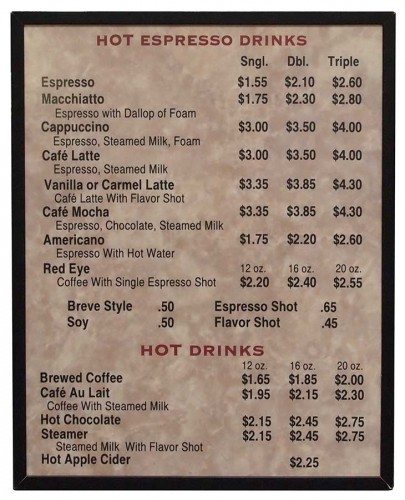 HOT ESPRESSO DRINKS
Sngl. Dbl. Triple
Espresso $1.55 $2.10 $2.60
Macchiatto $1.75 $2.30 $2.80
Espresso with Dallop of Foam
Cappuccino $3.00 $3.50 $4.00
Espresso, Steamed Milk, Foam
Café Latte $3.00 $3.50 $4.00
Espresso, Steamed Milk
Vanilla or Carmel Latte $3.35 $3.85 $4.30
Café Latte With Flavor Shot
Café Mocha $3.35 $3.85 $4.30
Espresso, Chocolate, Steamed Milk
Americano $1.75 $2.20 $2.60
Espresso With Hot Water
Red Eye 12 oz. 16 oz. 20 oz.
Coffee With Single Espresso Shot $2.20 $2.40 $2.55
Breve Style .50 Espresso Shot .65
Soy .50 Flavor Shot .45
HOT DRINKS
12 oz. 16 oz. 20 oz.
Brewed Coffee $1.65 $1.85 $2.00
Café Au Lait $1.95 $2.15 $2.30
Coffee With Steamed Milk
Hot Chocolate $2.15 $2.45 $2.75
Steamer $2.15 $2.45 $2.75
Steamed Milk With Flavor Shot
Hot Apple Cider $2.25